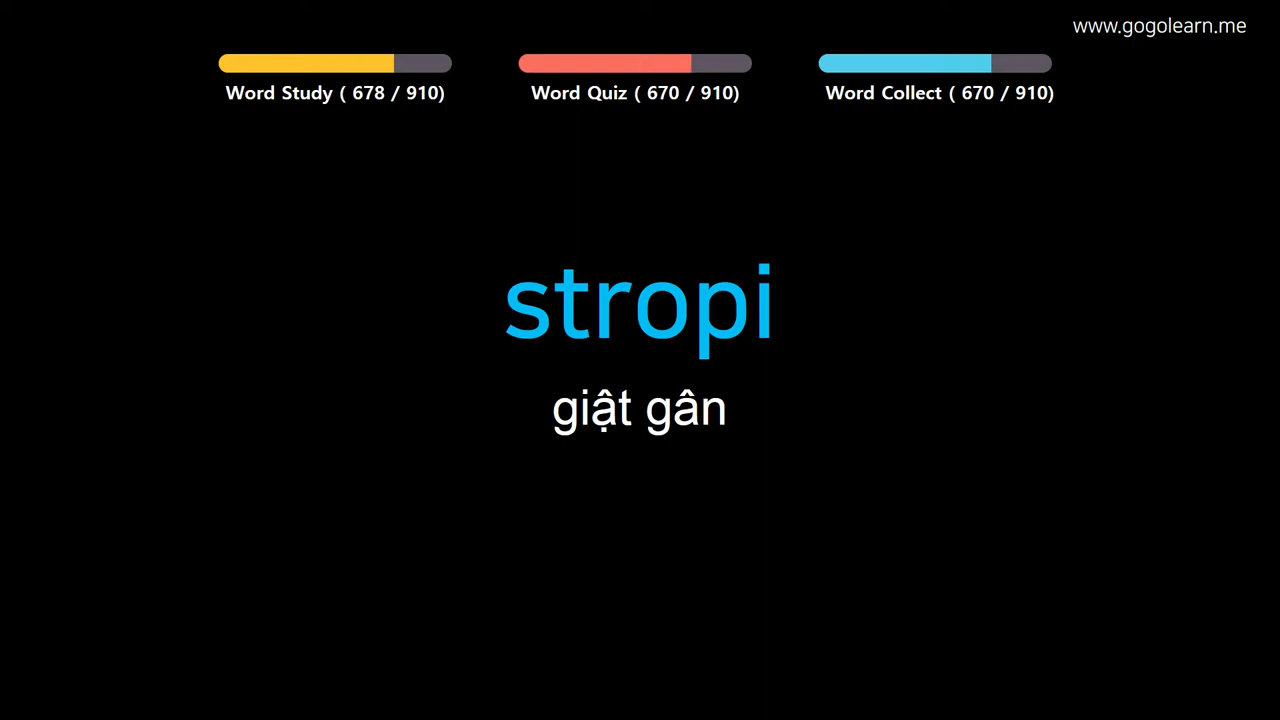 www.gogolearn.me
Word Study ( 678 / 910)
Word Quiz ( 670 / 910)
Word Collect ( 670 / 910)
stropi
giật gân